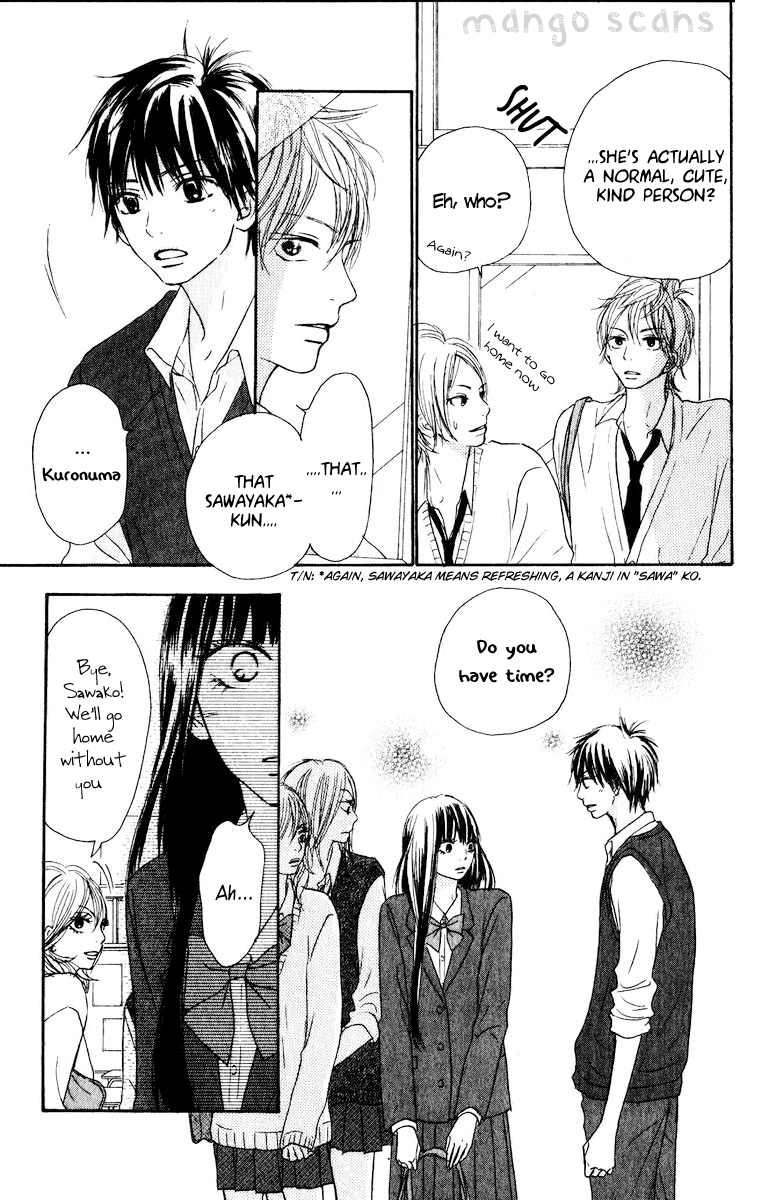 mango scans
...SHE'S ACTUALLY
A NORMAL, CUTE,
KIND PERSON?
SHUT
Eh, who?
Again?
I want to go
home now
....THAT..
...
THAT
SAWAYAKA*-
KUN....
...
Kuronuma
T/N: *AGAIN, SAWAYAKA MEANS REFRESHING, A KANJI IN "SAWA" KO.
Do you
have time?
Ah...
Bye,
Sawako!
We'll go
home
without
you